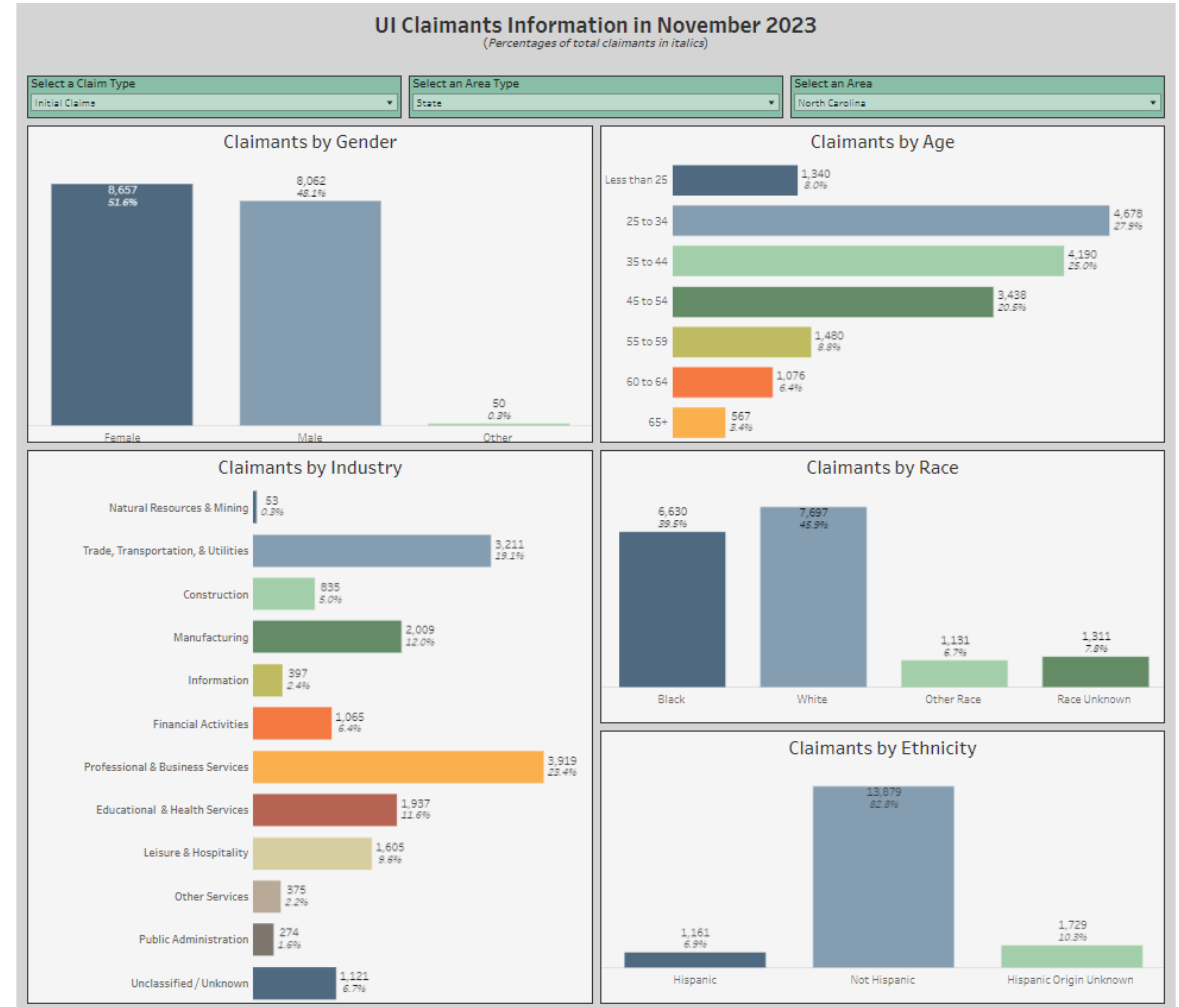 UI Claimants Information in November 2023
(Percentages of total claimants in italics)
Select a Claim Type
Initial Claims
Select an Area Type
State
Select an Area
North Carolina
Claimants by Gender
8,657
51.6%
8,062
48.1%
50
0.3%
Female
Male
Other
Claimants by Age
Less than 25
1,340
8.0%
25 to 34
4,678
27.9%
35 to 44
4,190
25.0%
45 to 54
3,438
20.5%
55 to 59
1,480
8.8%
60 to 64
1,076
6.4%
65+
567
3.4%
Claimants by Industry
Natural Resources & Mining
53
0.3%
Trade, Transportation, & Utilities
3,211
19.1%
Construction
835
5.0%
Manufacturing
2,009
12.0%
Information
397
2.4%
Financial Activities
1,065
6.4%
Professional & Business Services
3,919
23.4%
Educational & Health Services
1,937
11.6%
Leisure & Hospitality
1,605
9.6%
Other Services
375
2.2%
Public Administration
274
1.6%
Unclassified / Unknown
1,121
6.7%
Claimants by Race
6,630
39.5%
7,697
45.9%
1,131
6.7%
1,311
7.8%
Black
White
Other Race
Race Unknown
Claimants by Ethnicity
1,161
6.9%
13,879
82.8%
1,729
10.3%
Hispanic
Not Hispanic
Hispanic Origin Unknown